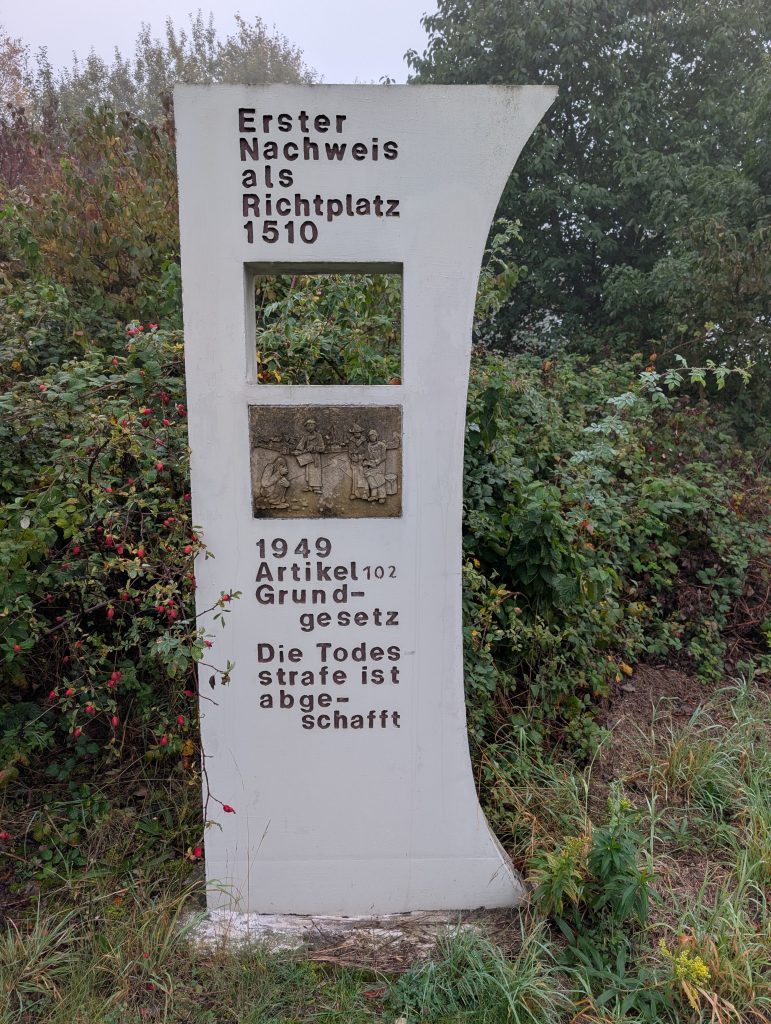 Erster
Nachweis
als
Richtplatz
1510
1949
Artikel 102
Grund-
gesetz
Die Todes
strafe ist
abge-
schafft